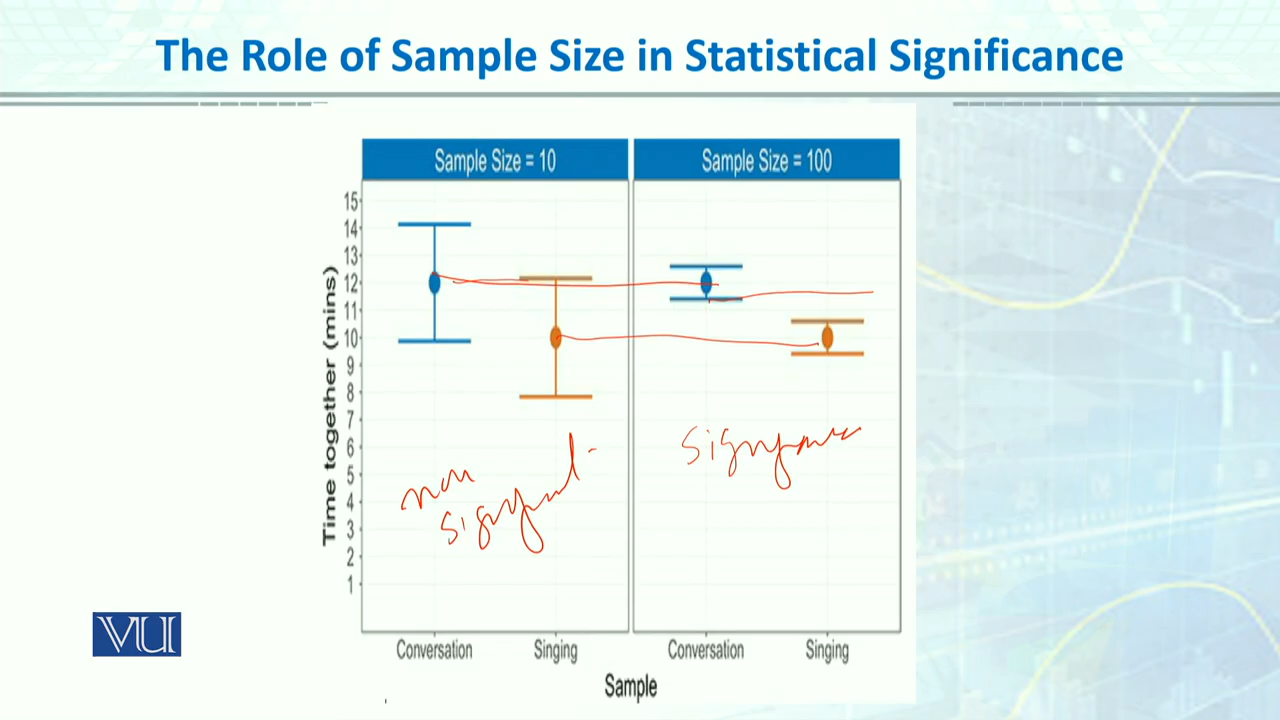 The Role of Sample Size in Statistical Significance
Sample Size = 10
Sample Size = 100
Time together (mins)
15
14
13
12
11
10
9
8
7
6
5
4
3
2
1
non
Conversation
Singing
Conversation
Singing
Sample
VU